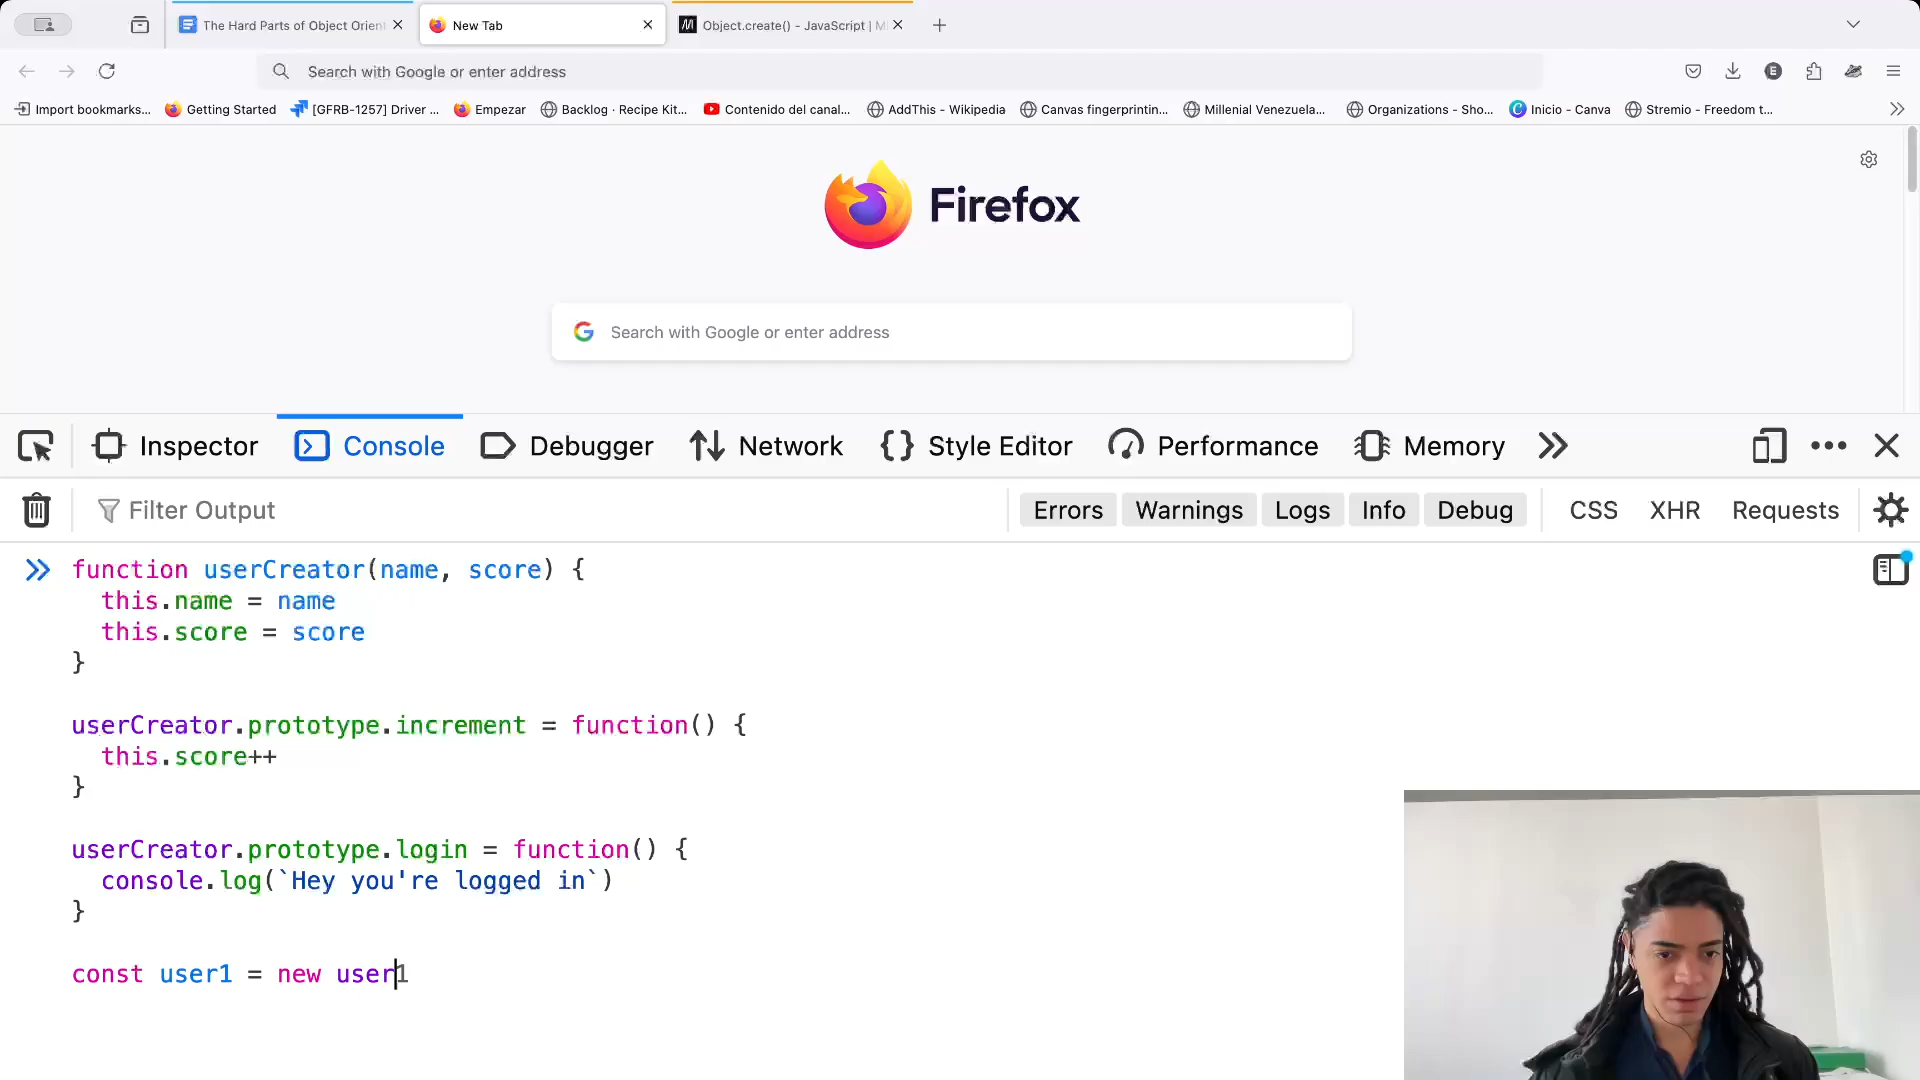 The Hard Parts of Object Orien
New Tab
Object.create() - JavaScript | M
Search with Google or enter address
Import bookmarks...
Getting Started
[GFRB-1257] Driver ...
Empezar
Backlog · Recipe Kit...
Contenido del canal...
AddThis - Wikipedia
Canvas fingerprintin...
Millenial Venezuela...
Organizations - Sho...
Inicio - Canva
Stremio - Freedom t...
Firefox
Search with Google or enter address
Inspector
Console
Debugger
Network
Style Editor
Performance
Memory
Filter Output
Errors
Warnings
Logs
Info
Debug
CSS
XHR
Requests
function userCreator(name, score) {
this.name = name
this.score = score
}
userCreator.prototype.increment = function() {
this.score++
}
userCreator.prototype.login = function() {
console.log(`Hey you're logged in`)
}
const user1 = new user1